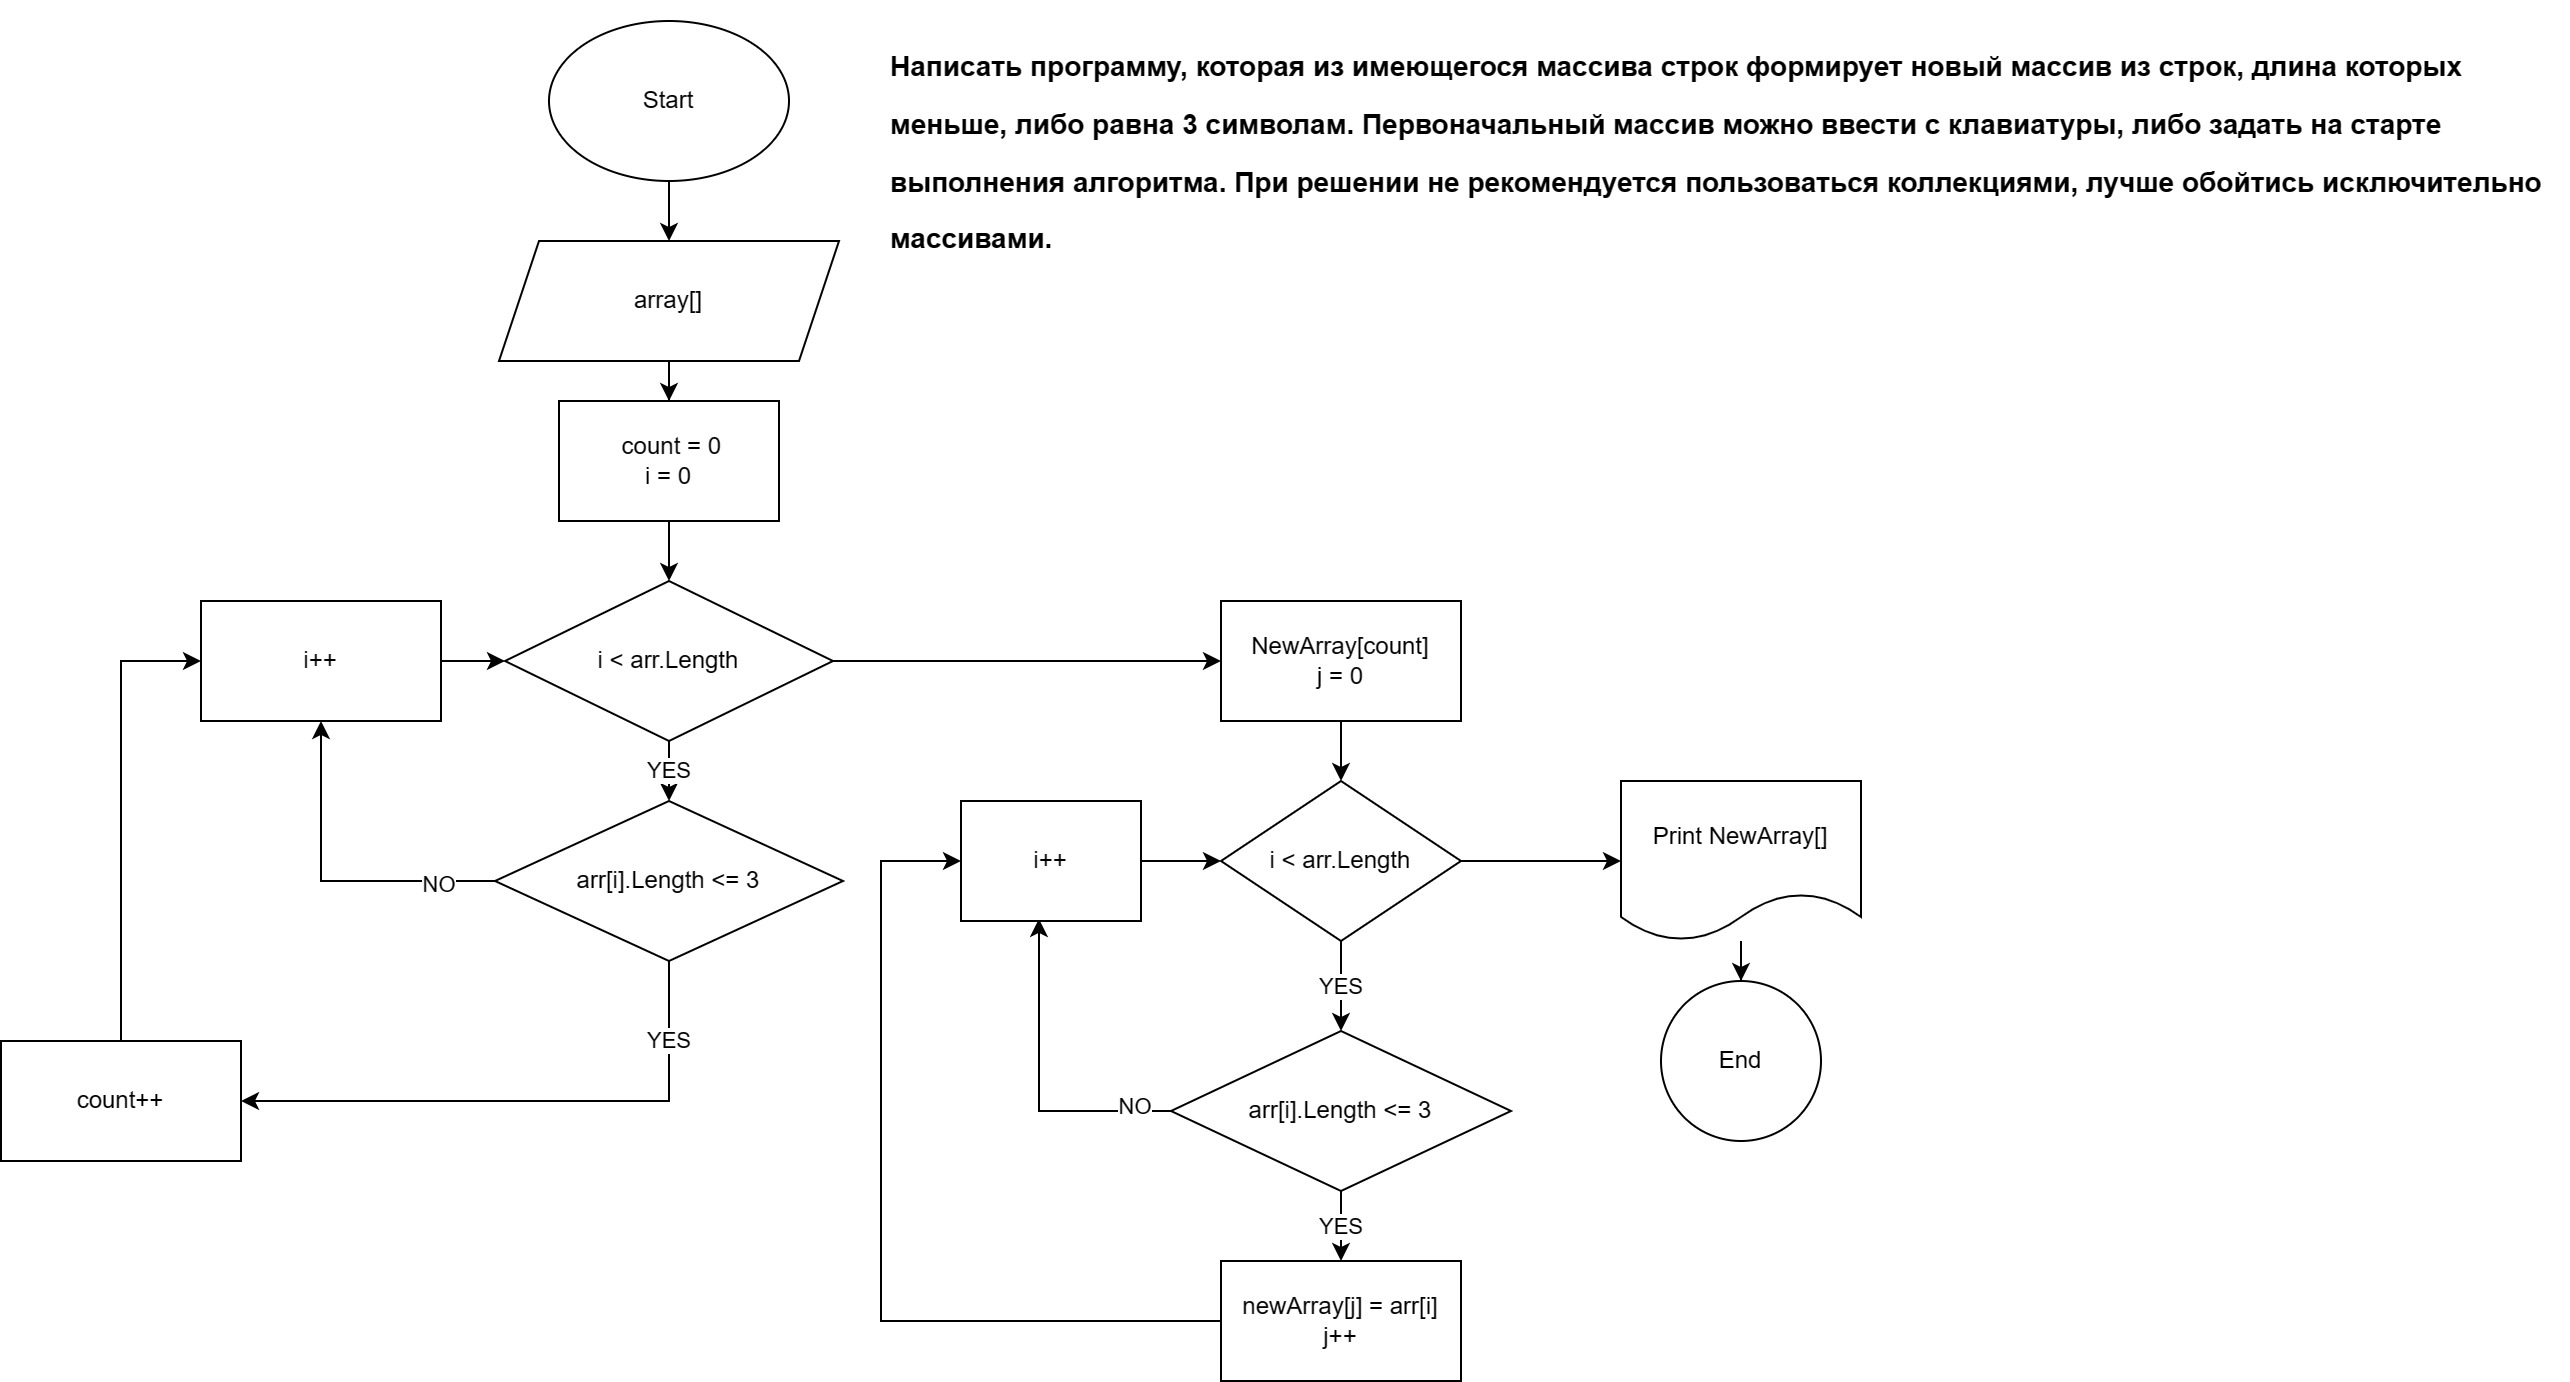 Start
Написать программу, которая из имеющегося массива строк формирует новый массив из строк, длина которых
меньше, либо равна 3 символам. Первоначальный массив можно ввести с клавиатуры, либо задать на старте
выполнения алгоритма. При решении не рекомендуется пользоваться коллекциями, лучше обойтись исключительно
массивами.
array[]
count = 0
i = 0
i++
i < arr.Length
NewArray[count]
j = 0
YES
arr[i].Length <= 3
NO
YES
count++
i++
i < arr.Length
Print NewArray[]
YES
End
arr[i].Length <= 3
NO
YES
newArray[j] = arr[i]
j++